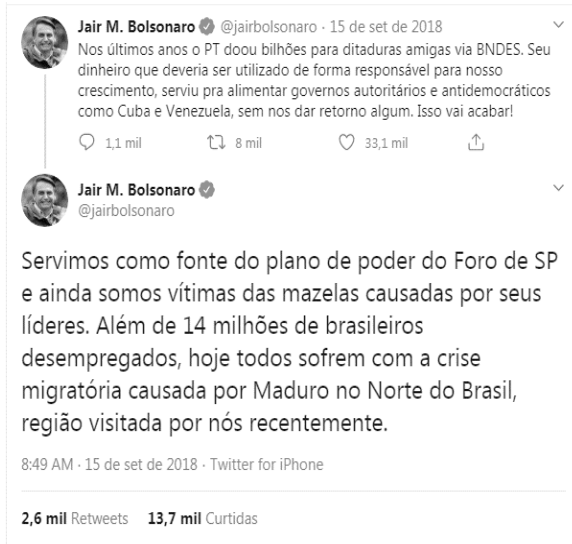 Jair M. Bolsonaro @jairbolsonaro · 15 de set de 2018
Nos últimos anos o PT doou bilhões para ditaduras amigas via BNDES. Seu
dinheiro que deveria ser utilizado de forma responsável para nosso
crescimento, serviu pra alimentar governos autoritários e antidemocráticos
como Cuba e Venezuela, sem nos dar retorno algum. Isso vai acabar!
1,1 mil 8 mil 33,1 mil
Jair M. Bolsonaro
@jairbolsonaro
Servimos como fonte do plano de poder do Foro de SP
e ainda somos vítimas das mazelas causadas por seus
líderes. Além de 14 milhões de brasileiros
desempregados, hoje todos sofrem com a crise
migratória causada por Maduro no Norte do Brasil,
região visitada por nós recentemente.
8:49 AM · 15 de set de 2018 · Twitter for iPhone
2,6 mil Retweets 13,7 mil Curtidas